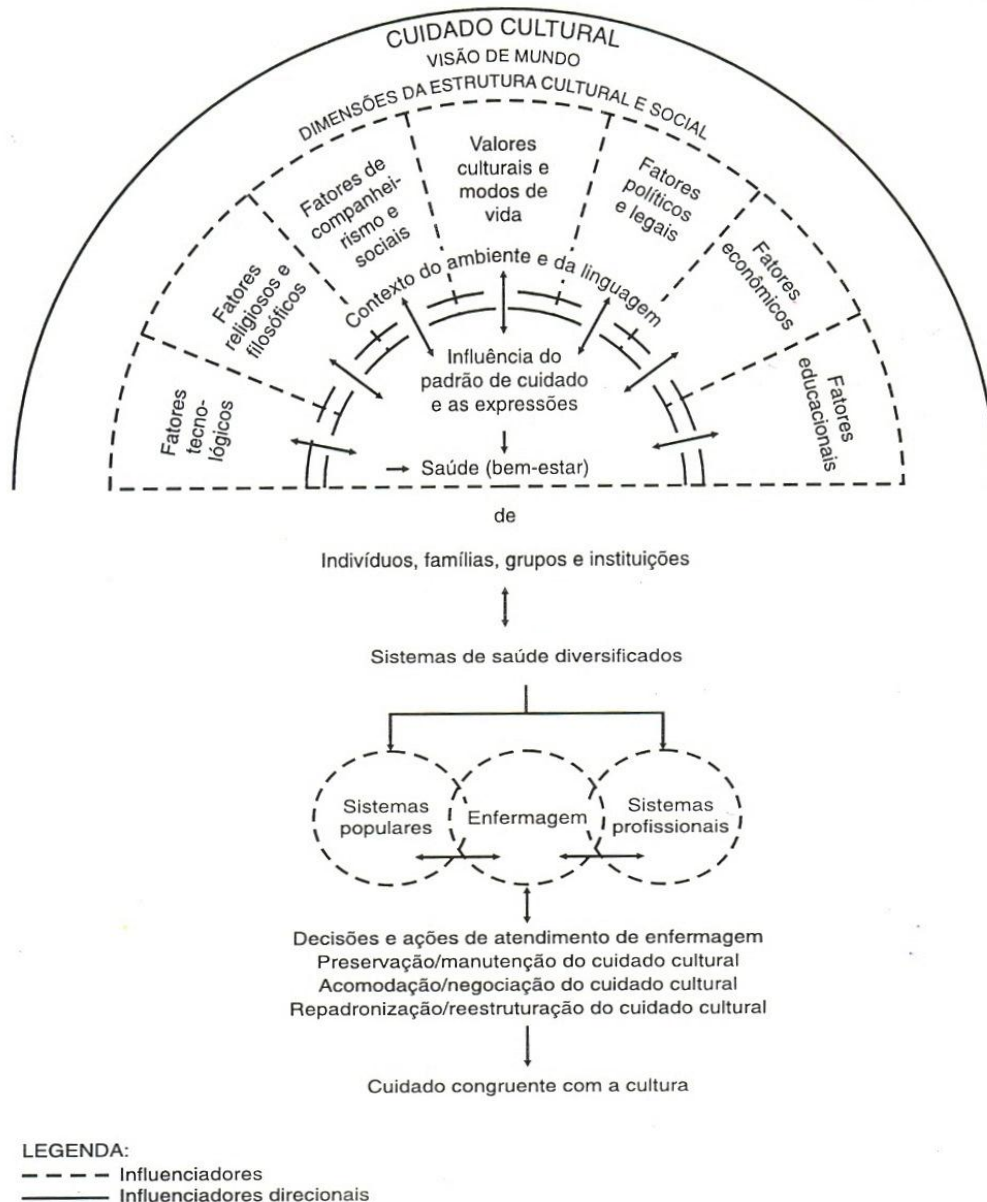 CUIDADO CULTURAL
VISÃO DE MUNDO
DIMENSÕES DA ESTRUTURA CULTURAL E SOCIAL
Fatores
tecno-
lógicos
Fatores
religiosos e
filosóficos
Fatores de
companhei-
rismo e
sociais
Valores
culturais e
modos de
vida
Fatores
políticos
e legais
Fatores
econômicos
Fatores
educacionais
Contexto do ambiente e da linguagem
Influência do
padrão de cuidado
e as expressões
Saúde (bem-estar)
de
Indivíduos, famílias, grupos e instituições
Sistemas de saúde diversificados
Sistemas
populares
Enfermagem
Sistemas
profissionais
Decisões e ações de atendimento de enfermagem
Preservação/manutenção do cuidado cultural
Acomodação/negociação do cuidado cultural
Repadronização/reestruturação do cuidado cultural
Cuidado congruente com a cultura
LEGENDA:
Influenciadores
Influenciadores direcionais